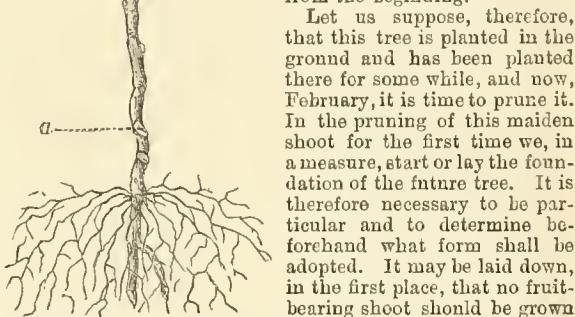 Let us suppose, therefore,
that this tree is planted in the
gronnd and has been planted
there for some while, and now,
February, it is time to prune it.
In the pruning of this maiden
shoot for the first time we, in
a measure, start or lay the foun-
dation of the fntnre tree. It is
therefore necessary to be par-
ticular and to determine be-
forehand what form shall be
adopted. It may be laid down,
in the first place, that no fruit-
bearing shoot should be grown
a